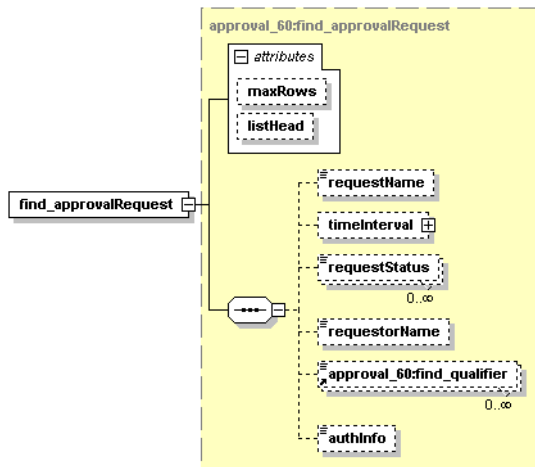 approval_60:find_approvalRequest
attributes
maxRows
listHead
find_approvalRequest
requestName
timeInterval
requestStatus
0..∞
requestorName
approval_60:find_qualifier
0..∞
authInfo